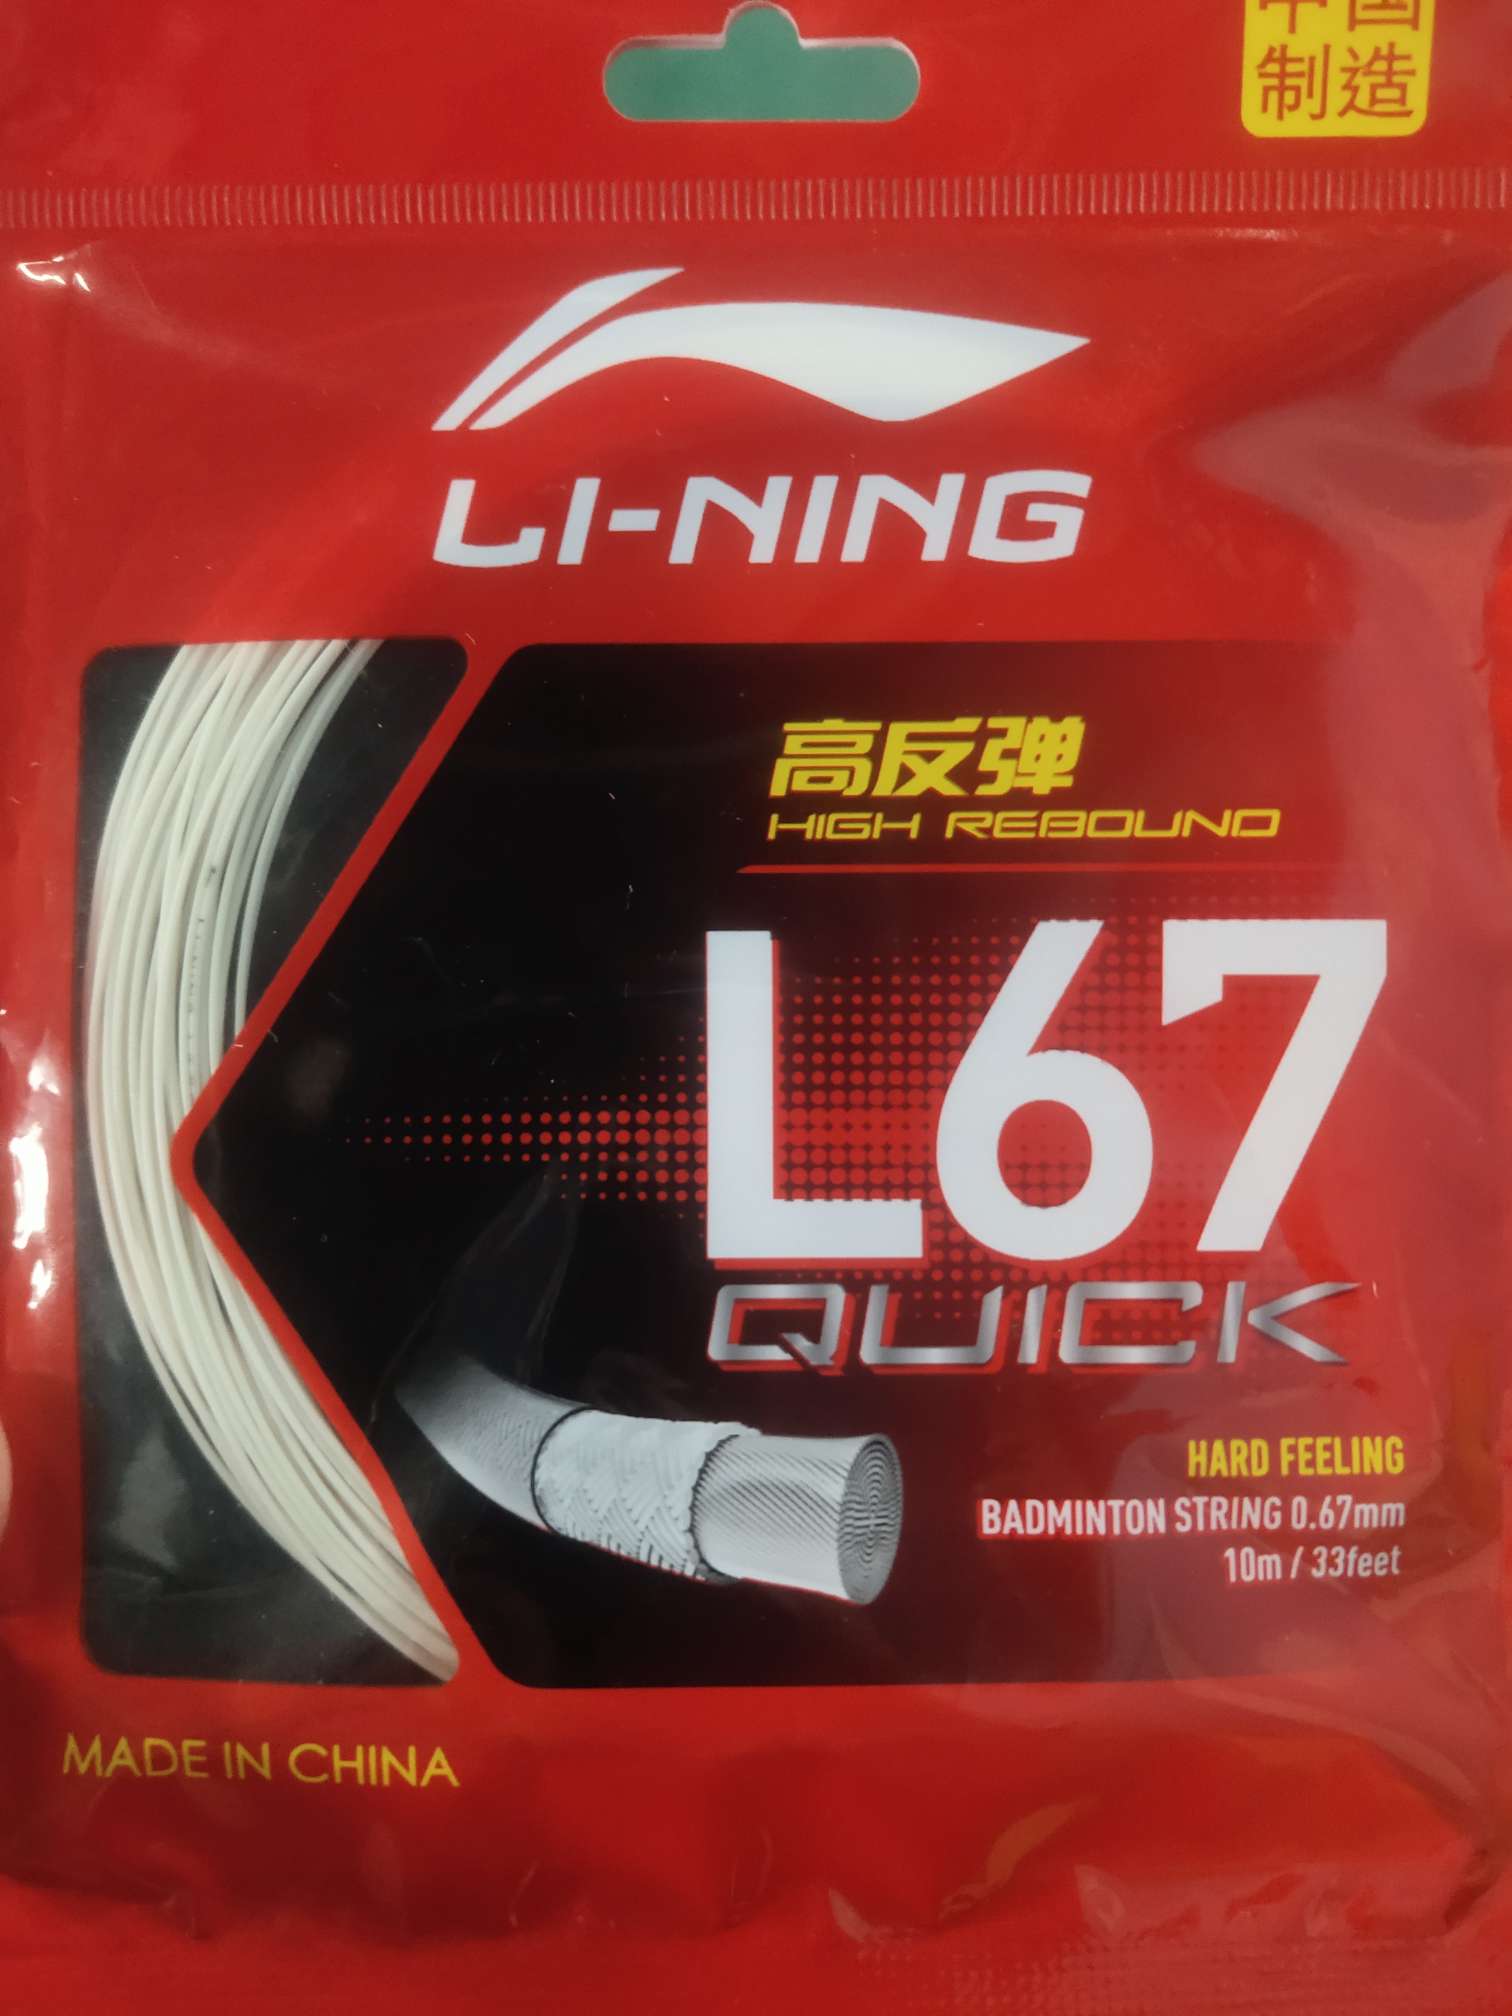 中国
制造
LI-NING
高反弹
HIGH REBOUND
L67
QUICK
HARD FEELING
BADMINTON STRING 0.67mm
10m / 33feet
MADE IN CHINA